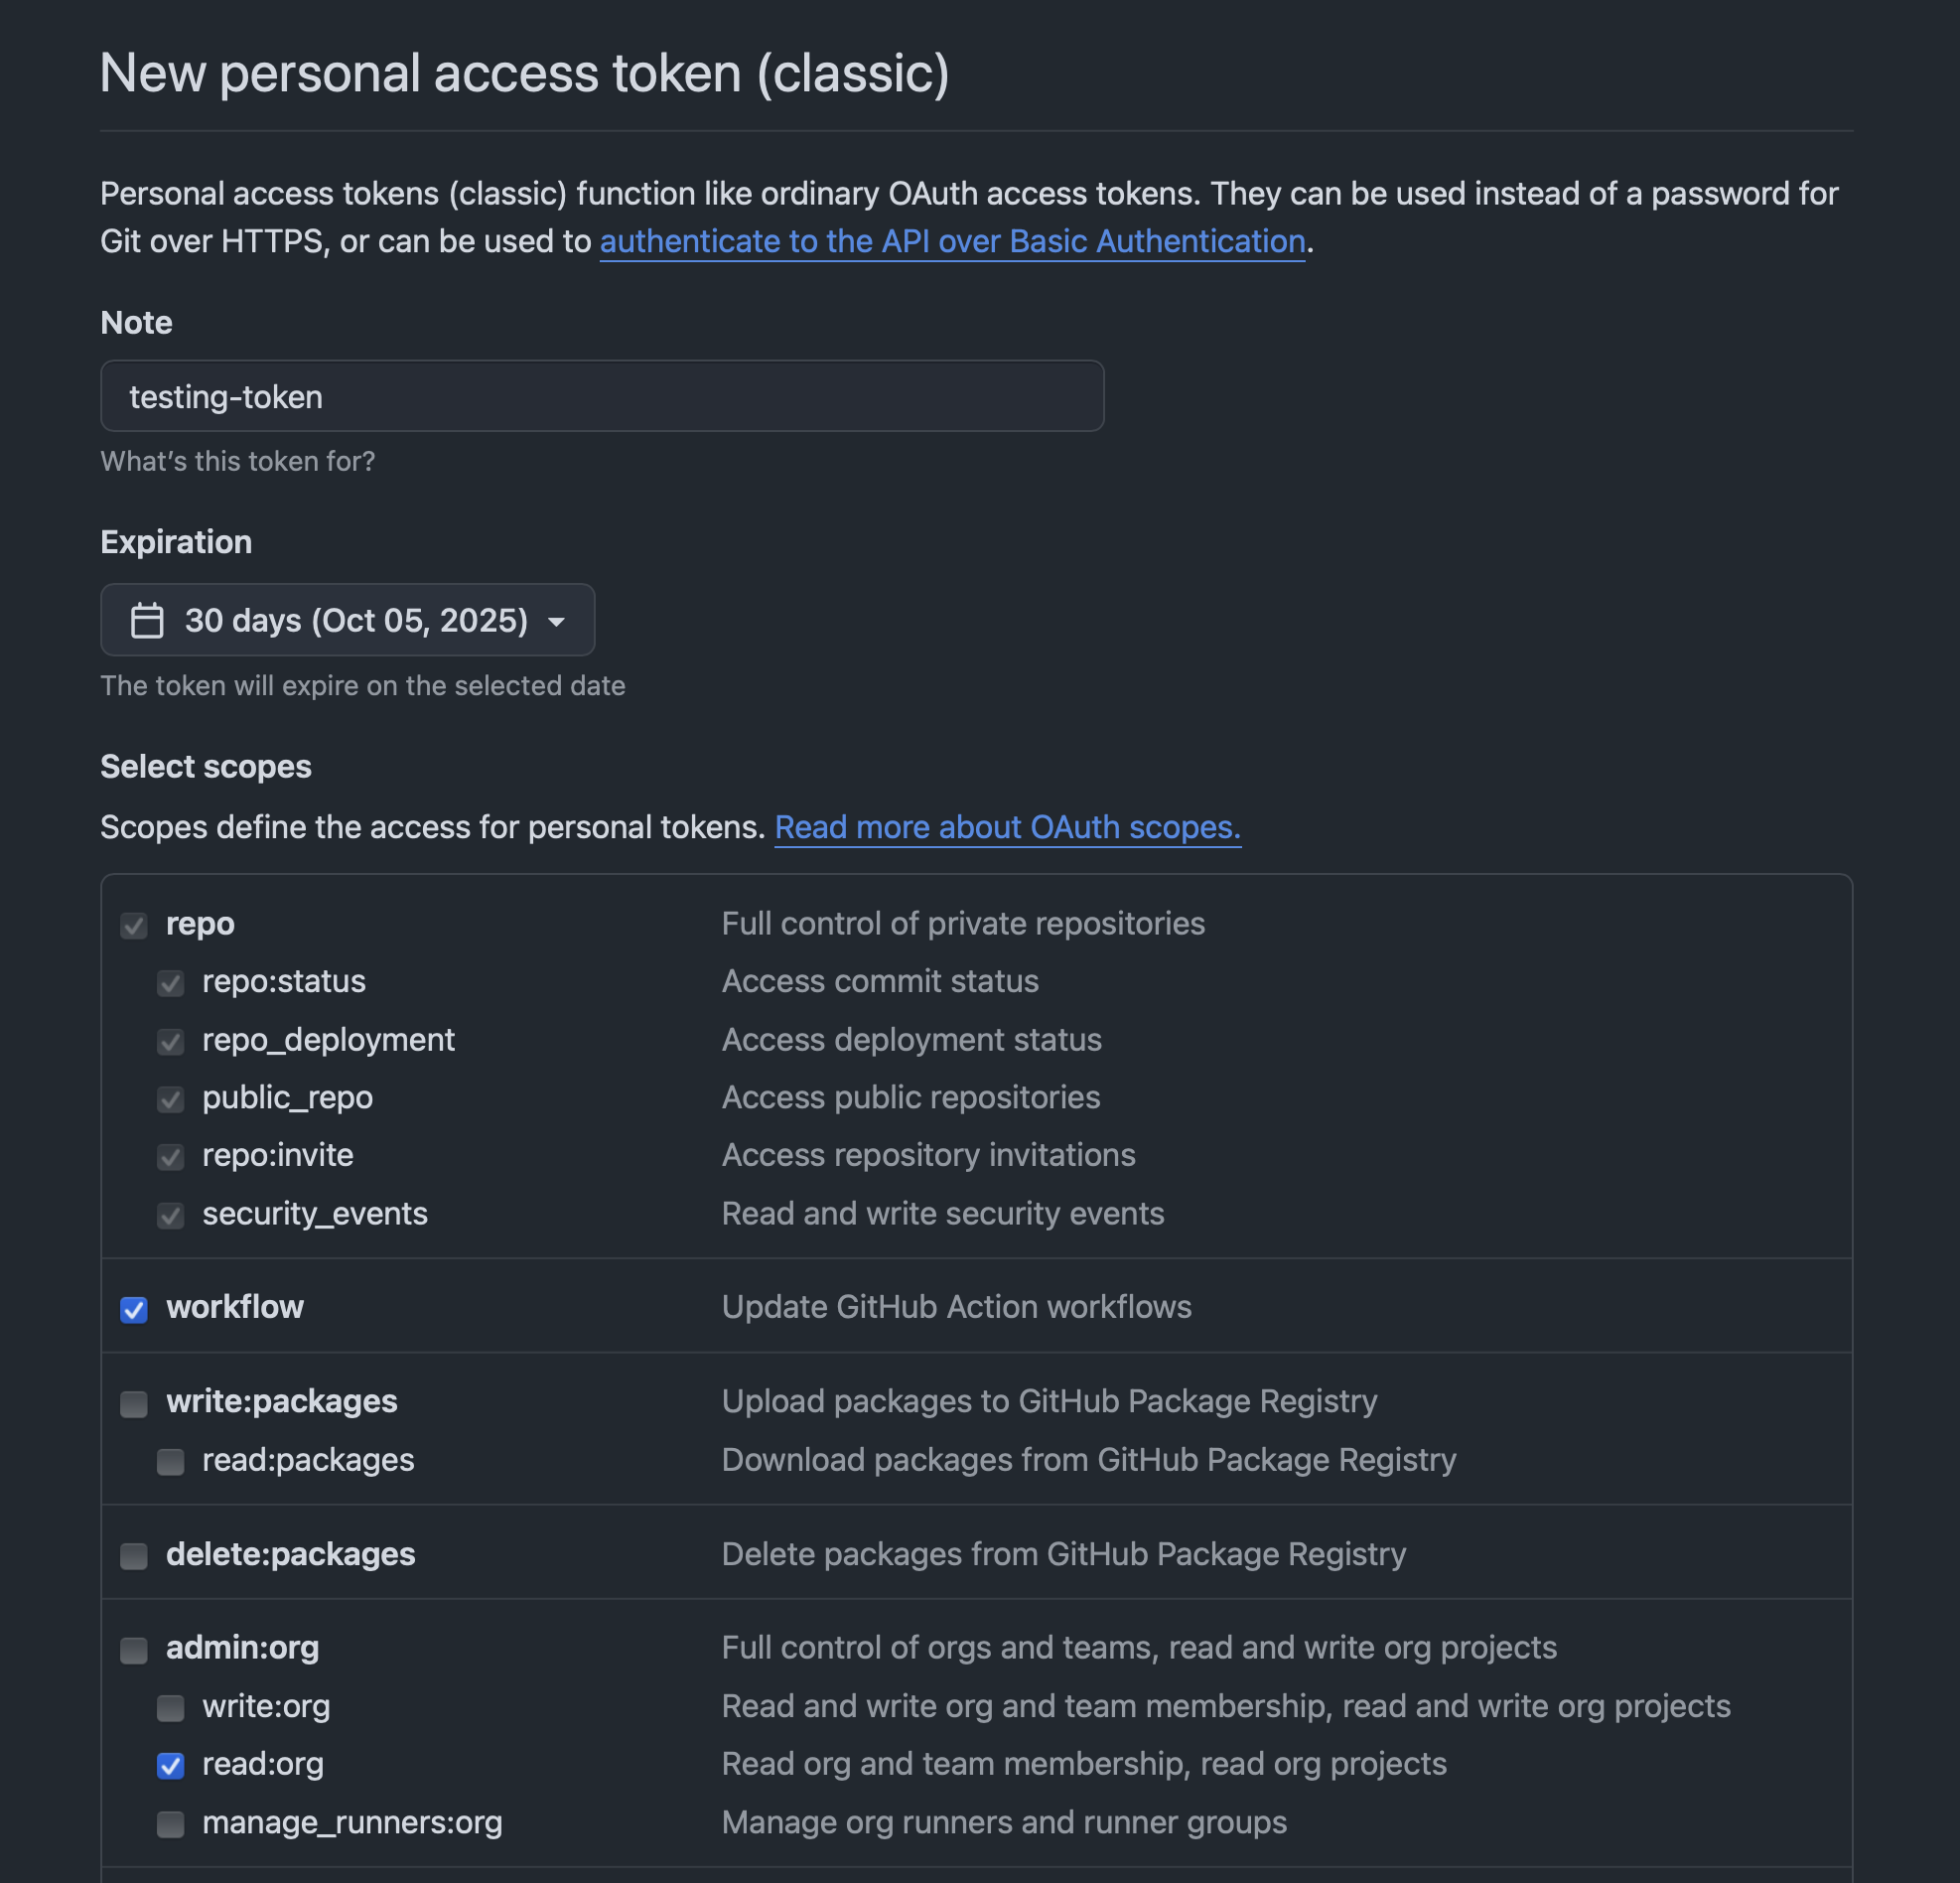 New personal access token (classic)
Personal access tokens (classic) function like ordinary OAuth access tokens. They can be used instead of a password for
Git over HTTPS, or can be used to authenticate to the API over Basic Authentication.
Note
testing-token
What's this token for?
Expiration
30 days (Oct 05, 2025)
The token will expire on the selected date
Select scopes
Scopes define the access for personal tokens. Read more about OAuth scopes.
repo Full control of private repositories
repo:status Access commit status
repo_deployment Access deployment status
public_repo Access public repositories
repo:invite Access repository invitations
security_events Read and write security events
workflow Update GitHub Action workflows
write:packages Upload packages to GitHub Package Registry
read:packages Download packages from GitHub Package Registry
delete:packages Delete packages from GitHub Package Registry
admin:org Full control of orgs and teams, read and write org projects
write:org Read and write org and team membership, read and write org projects
read:org Read org and team membership, read org projects
manage_runners:org Manage org runners and runner groups